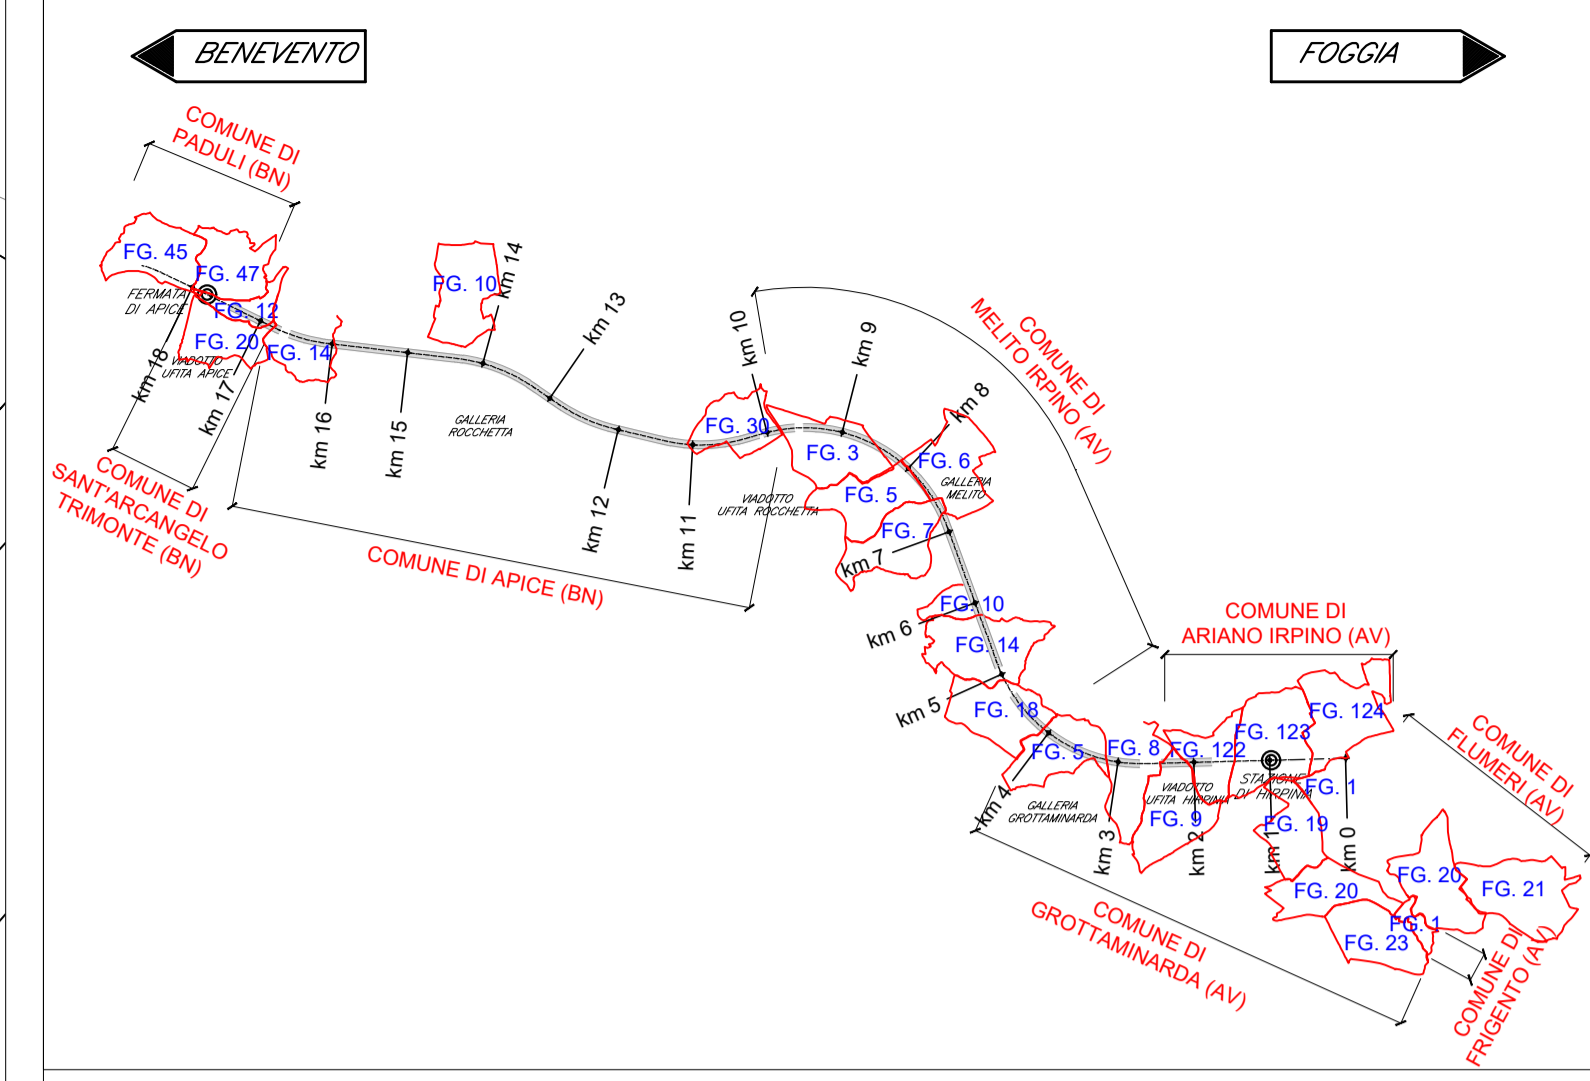 BENEVENTO
FOGGIA
COMUNE DI
PADULI (BN)
FG. 45
FG. 47
FERMATA
DI APICE
FG. 12
FG. 20
VIADOTTO
UFITA APICE
FG. 14
FG. 10
km 18
km 17
km 16
km 15
km 14
km 13
km 12
km 11
km 10
km 9
km 8
km 7
km 6
km 5
km 4
km 3
km 2
km 1
km 0
GALLERIA
ROCCHETTA
COMUNE DI
SANT'ARCANGELO
TRIMONTE (BN)
COMUNE DI APICE (BN)
FG. 30
FG. 3
VIADOTTO
UFITA ROCCHETTA
FG. 5
FG. 6
GALLERIA
MELITO
FG. 7
COMUNE DI
MELITO IRPINO (AV)
FG. 10
FG. 14
FG. 18
FG. 5
GALLERIA
GROTTAMINARDA
FG. 8
FG. 122
VIADOTTO
UFITA HIRPINIA
FG. 9
COMUNE DI
ARIANO IRPINO (AV)
FG. 123
FG. 124
STAZIONE
DI HIRPINIA
FG. 1
FG. 19
FG. 20
FG. 23
FG. 20
FG. 21
FG. 1
COMUNE DI
FLUMERI (AV)
COMUNE DI
GROTTAMINARDA (AV)
COMUNE DI
FRIGENTO (AV)